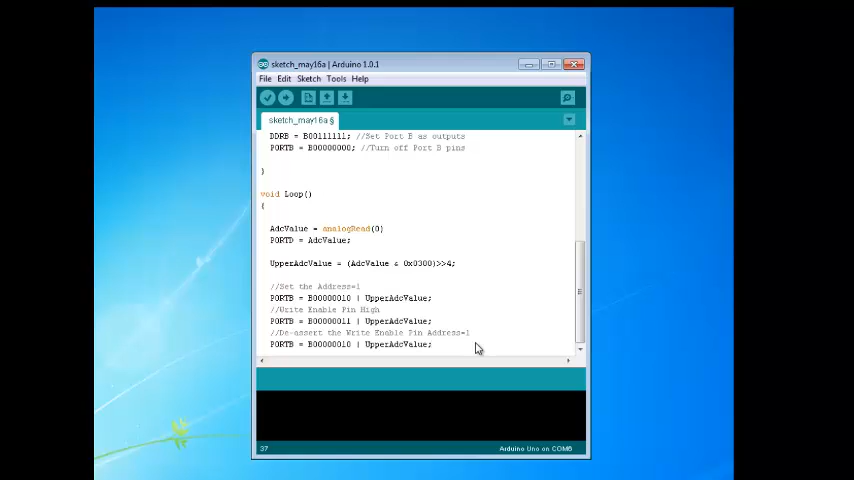 sketch_may16a | Arduino 1.0.1
File Edit Sketch Tools Help
sketch_may16a §
DDRB = B00111111; //Set Port B as outputs
PORTB = B00000000; //Turn off Port B pins
}
void Loop()
{
AdcValue = analogRead(0)
PORTD = AdcValue;
UpperAdcValue = (AdcValue & 0x0300)>>4;
//Set the Address=1
PORTB = B00000010 | UpperAdcValue;
//Write Enable Pin High
PORTB = B00000011 | UpperAdcValue;
//De-assert the Write Enable Pin Address=1
PORTB = B00000010 | UpperAdcValue;
37
Arduino Uno on COM8